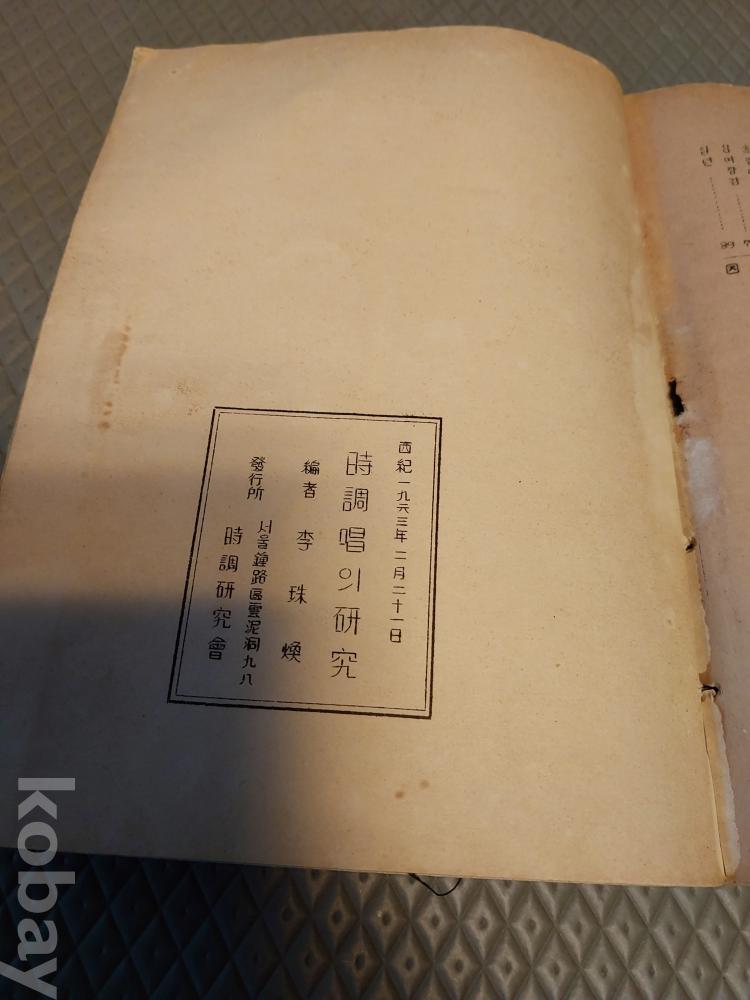 西紀一九六三年二月二十一日
時調唱의研究
編者 李珠煥
發行所 서울鐘路區雲泥洞九八
時調研究會
kobay